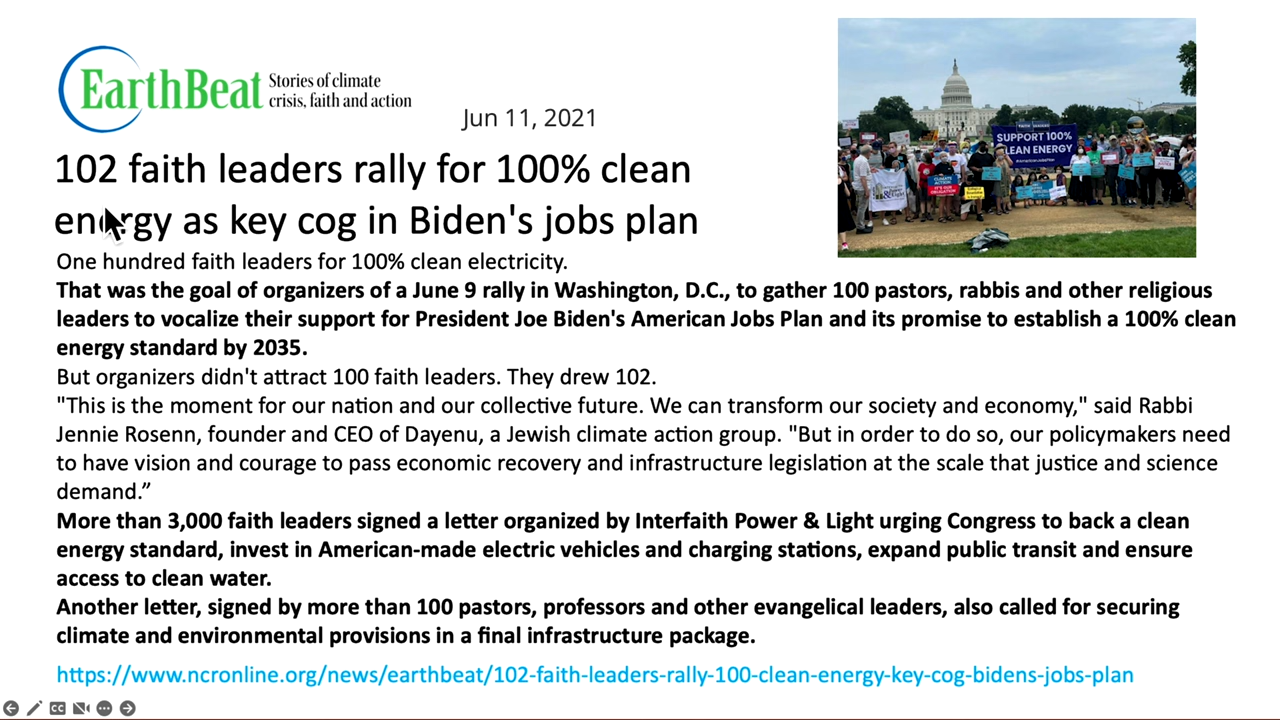 EarthBeat
Stories of climate
crisis, faith and action
Jun 11, 2021
102 faith leaders rally for 100% clean
energy as key cog in Biden's jobs plan
SUPPORT 100%
CLEAN ENERGY
One hundred faith leaders for 100% clean electricity.
That was the goal of organizers of a June 9 rally in Washington, D.C., to gather 100 pastors, rabbis and other religious
leaders to vocalize their support for President Joe Biden's American Jobs Plan and its promise to establish a 100% clean
energy standard by 2035.
But organizers didn't attract 100 faith leaders. They drew 102.
"This is the moment for our nation and our collective future. We can transform our society and economy," said Rabbi
Jennie Rosenn, founder and CEO of Dayenu, a Jewish climate action group. "But in order to do so, our policymakers need
to have vision and courage to pass economic recovery and infrastructure legislation at the scale that justice and science
demand.”
More than 3,000 faith leaders signed a letter organized by Interfaith Power & Light urging Congress to back a clean
energy standard, invest in American-made electric vehicles and charging stations, expand public transit and ensure
access to clean water.
Another letter, signed by more than 100 pastors, professors and other evangelical leaders, also called for securing
climate and environmental provisions in a final infrastructure package.
https://www.ncronline.org/news/earthbeat/102-faith-leaders-rally-100-clean-energy-key-cog-bidens-jobs-plan
CC